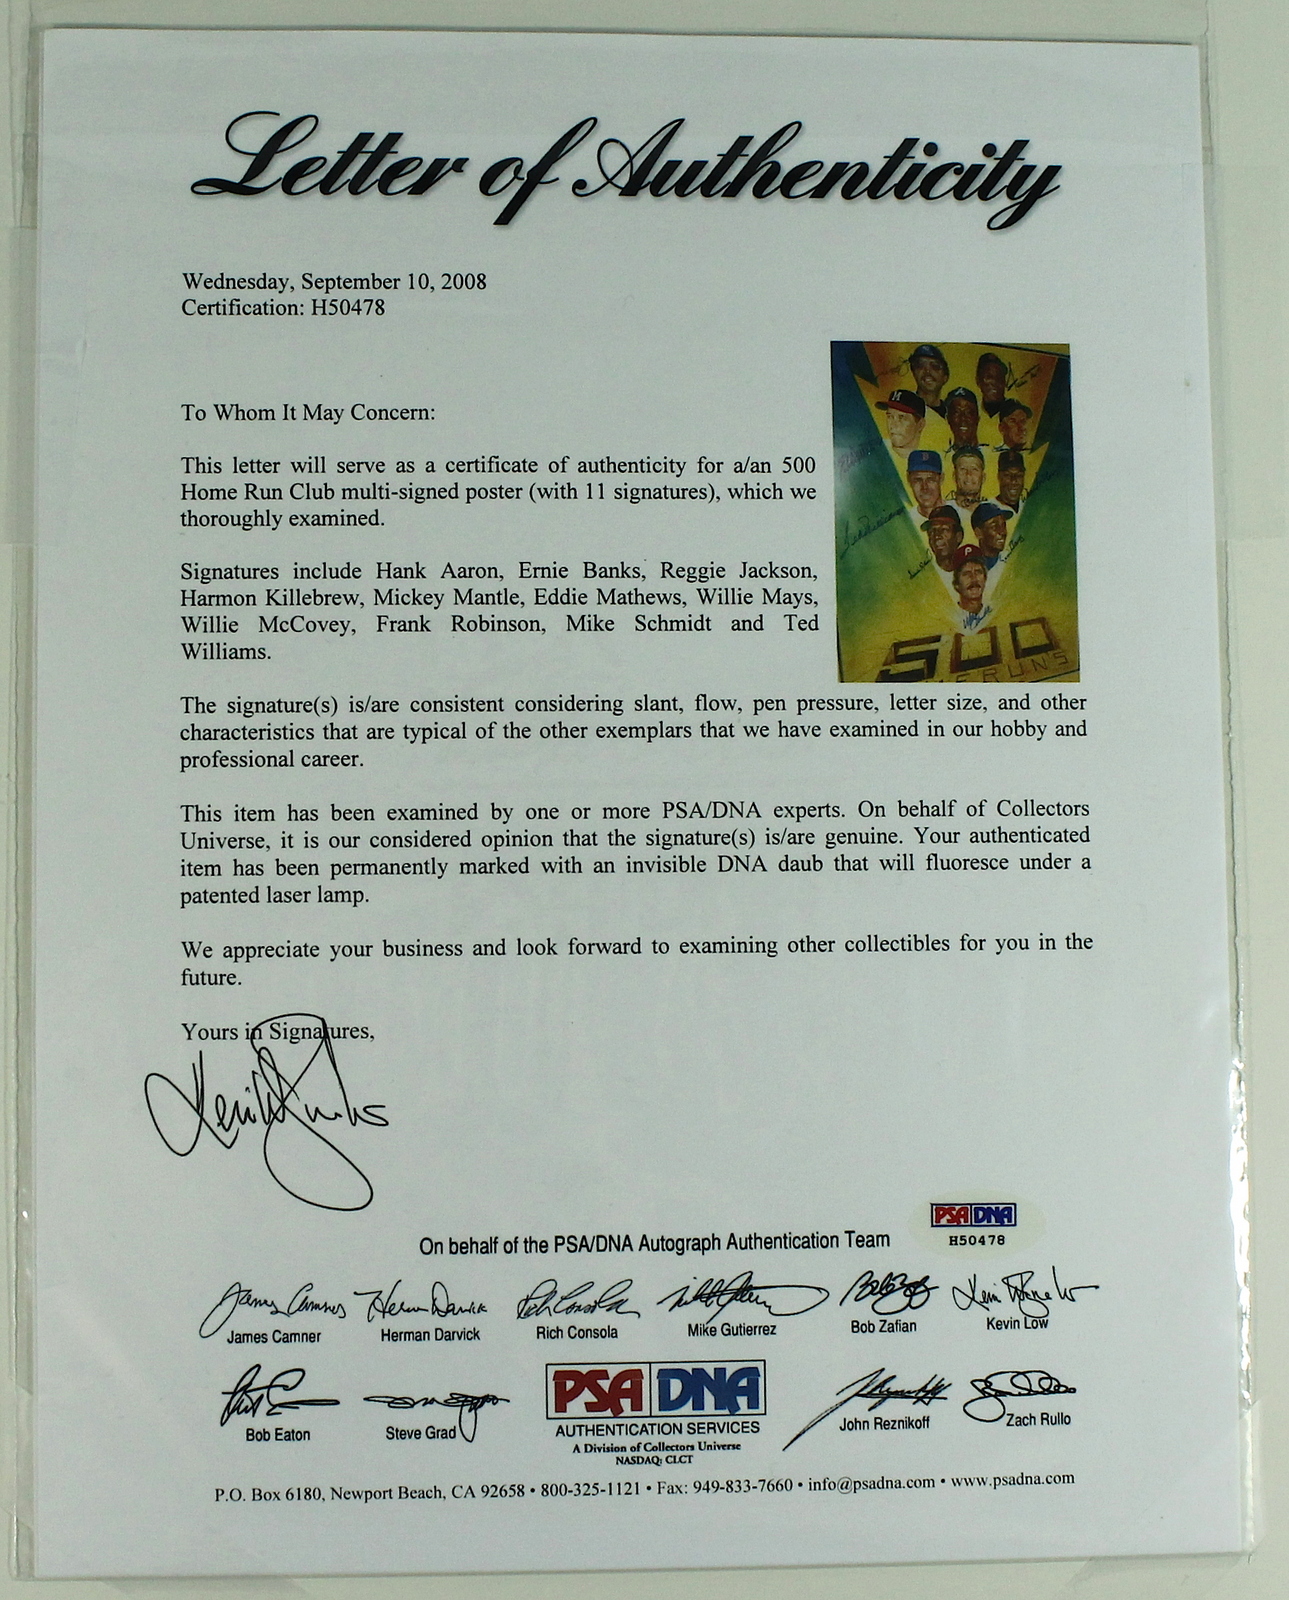 Letter of Authenticity
Wednesday, September 10, 2008
Certification: H50478
To Whom It May Concern:
This letter will serve as a certificate of authenticity for a/an 500
Home Run Club multi-signed poster (with 11 signatures), which we
thoroughly examined.
Signatures include Hank Aaron, Ernie Banks, Reggie Jackson,
Harmon Killebrew, Mickey Mantle, Eddie Mathews, Willie Mays,
Willie McCovey, Frank Robinson, Mike Schmidt and Ted
Williams.
500
The signature(s) is/are consistent considering slant, flow, pen pressure, letter size, and other
characteristics that are typical of the other exemplars that we have examined in our hobby and
professional career.
This item has been examined by one or more PSA/DNA experts. On behalf of Collectors
Universe, it is our considered opinion that the signature(s) is/are genuine. Your authenticated
item has been permanently marked with an invisible DNA daub that will fluoresce under a
patented laser lamp.
We appreciate your business and look forward to examining other collectibles for you in the
future.
Yours in Signatures,
PSA DNA
H50478
On behalf of the PSA/DNA Autograph Authentication Team
James Camner Herman Darvick Rich Consola Mike Gutierrez Bob Zafian Kevin Low
Bob Eaton Steve Grad John Reznikoff Zach Rullo
PSA DNA
AUTHENTICATION SERVICES
A Division of Collectors Universe
NASDAQ: CLCT
P.O. Box 6180, Newport Beach, CA 92658 • 800-325-1121 • Fax: 949-833-7660 • info@psadna.com • www.psadna.com